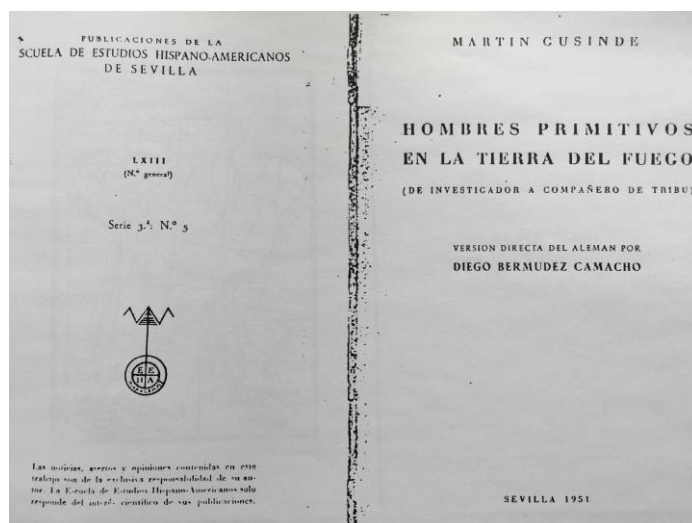 PUBLICACIONES DE LA
SCUELA DE ESTUDIOS HISPANO-AMERICANOS
DE SEVILLA
LXIII
(N.º general)
Serie 3.ª: N.º 5
E E
H A
Las noticias, asertos y opiniones contenidas en este
trabajo son de la exclusiva responsabilidad de su au-
tor. La Escuela de Estudios Hispano-Americanos solo
responde del interés científico de sus publicaciones.
MARTIN GUSINDE
HOMBRES PRIMITIVOS
EN LA TIERRA DEL FUEGO
(DE INVESTIGADOR A COMPAÑERO DE TRIBU)
VERSION DIRECTA DEL ALEMAN POR
DIEGO BERMUDEZ CAMACHO
SEVILLA 1951